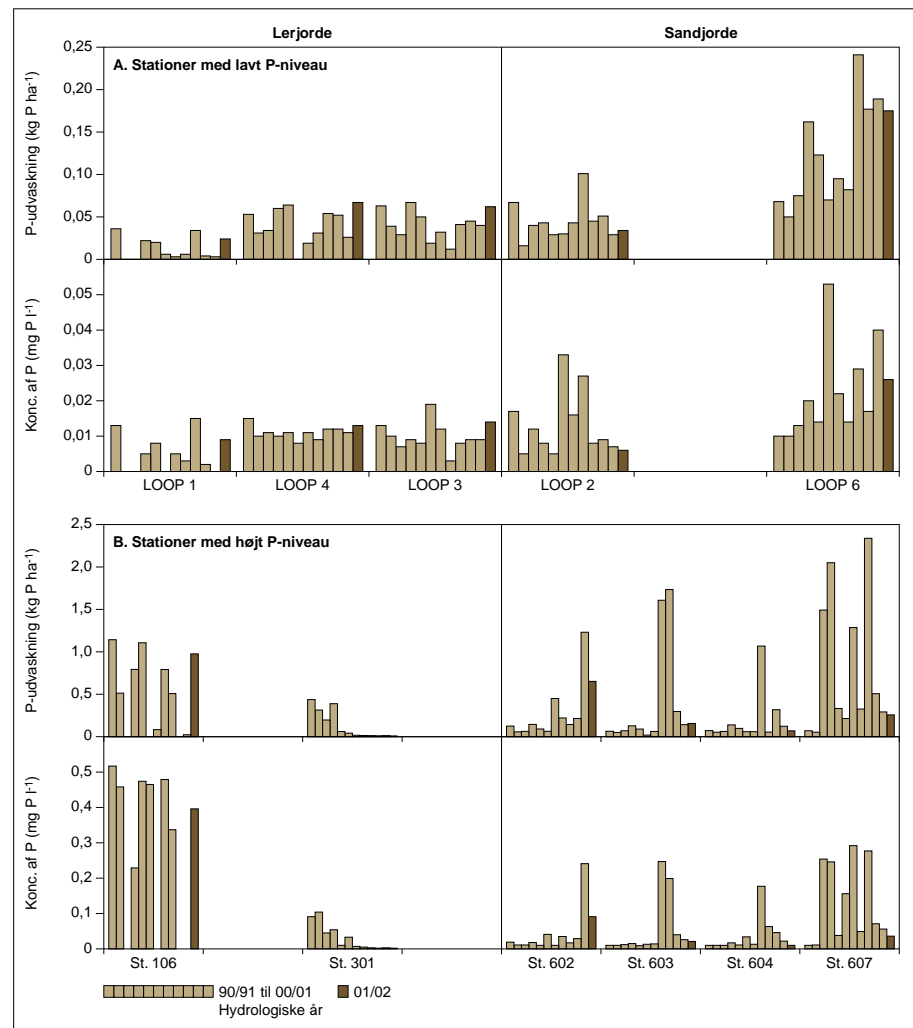 Lerjorde Sandjorde
A. Stationer med lavt P-niveau
P-udvaskning (kg P ha-1)
0,25
0,20
0,15
0,10
0,05
0
Konc. af P (mg P l-1)
0,05
0,04
0,03
0,02
0,01
0
LOOP 1 LOOP 4 LOOP 3 LOOP 2 LOOP 6
B. Stationer med højt P-niveau
P-udvaskning (kg P ha-1)
2,5
2,0
1,5
1,0
0,5
0
Konc. af P (mg P l-1)
0,5
0,4
0,3
0,2
0,1
0
St. 106 St. 301 St. 602 St. 603 St. 604 St. 607
90/91 til 00/01 01/02
Hydrologiske år